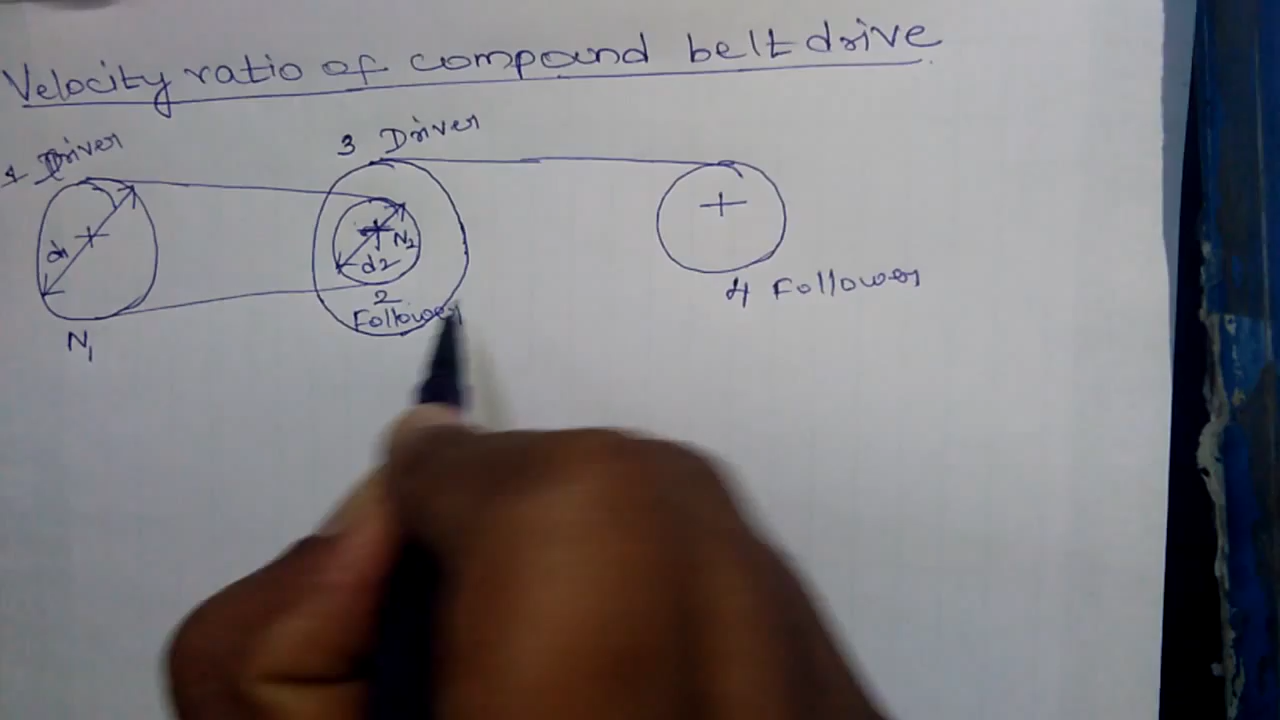 Velocity ratio of compound belt drive
1 Driver
3 Driver
d1
N2
d2
2
Follower
4 Follower
N1